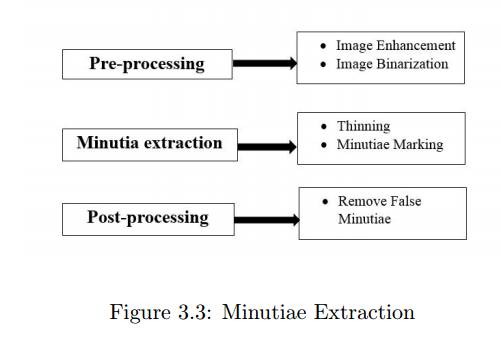 Pre-processing
• Image Enhancement
• Image Binarization
Minutia extraction
• Thinning
• Minutiae Marking
Post-processing
• Remove False
Minutiae
Figure 3.3: Minutiae Extraction